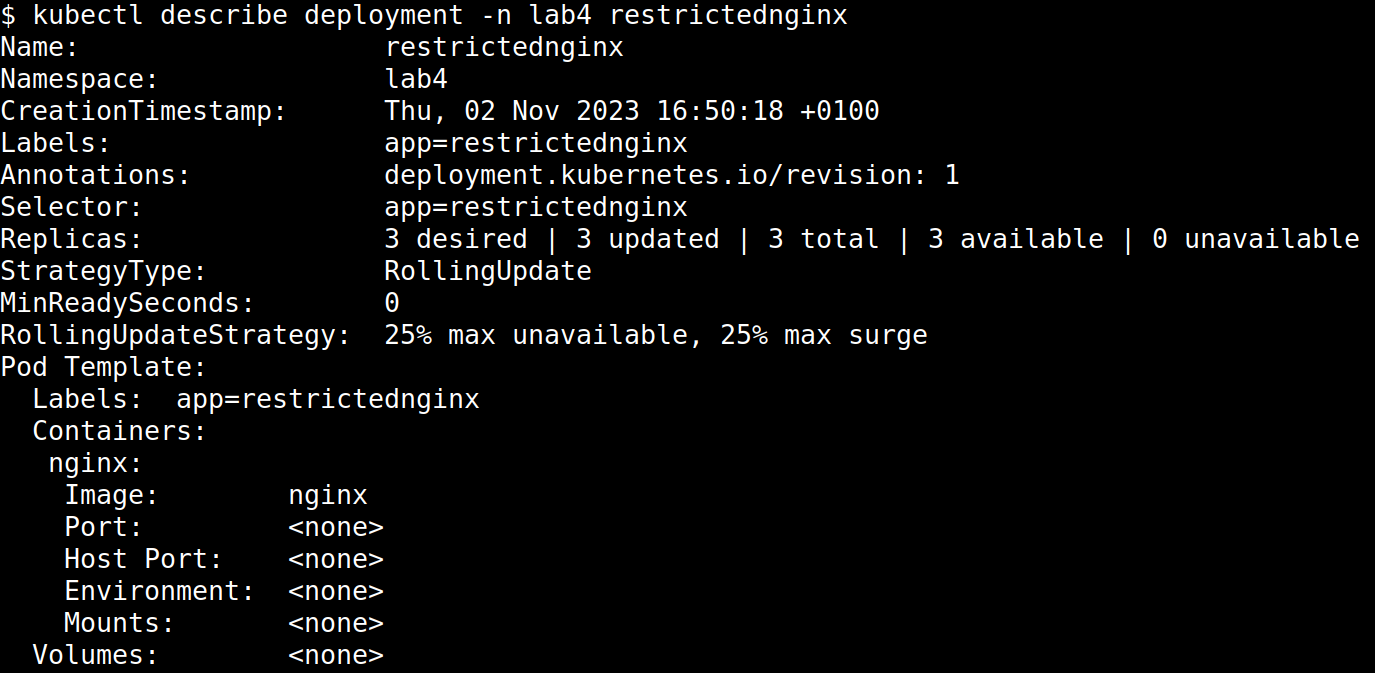 $ kubectl describe deployment -n lab4 restrictednginx
Name:                   restrictednginx
Namespace:              lab4
CreationTimestamp:      Thu, 02 Nov 2023 16:50:18 +0100
Labels:                 app=restrictednginx
Annotations:            deployment.kubernetes.io/revision: 1
Selector:               app=restrictednginx
Replicas:               3 desired | 3 updated | 3 total | 3 available | 0 unavailable
StrategyType:           RollingUpdate
MinReadySeconds:        0
RollingUpdateStrategy:  25% max unavailable, 25% max surge
Pod Template:
  Labels:  app=restrictednginx
  Containers:
   nginx:
    Image:        nginx
    Port:         <none>
    Host Port:    <none>
    Environment:  <none>
    Mounts:       <none>
  Volumes:        <none>